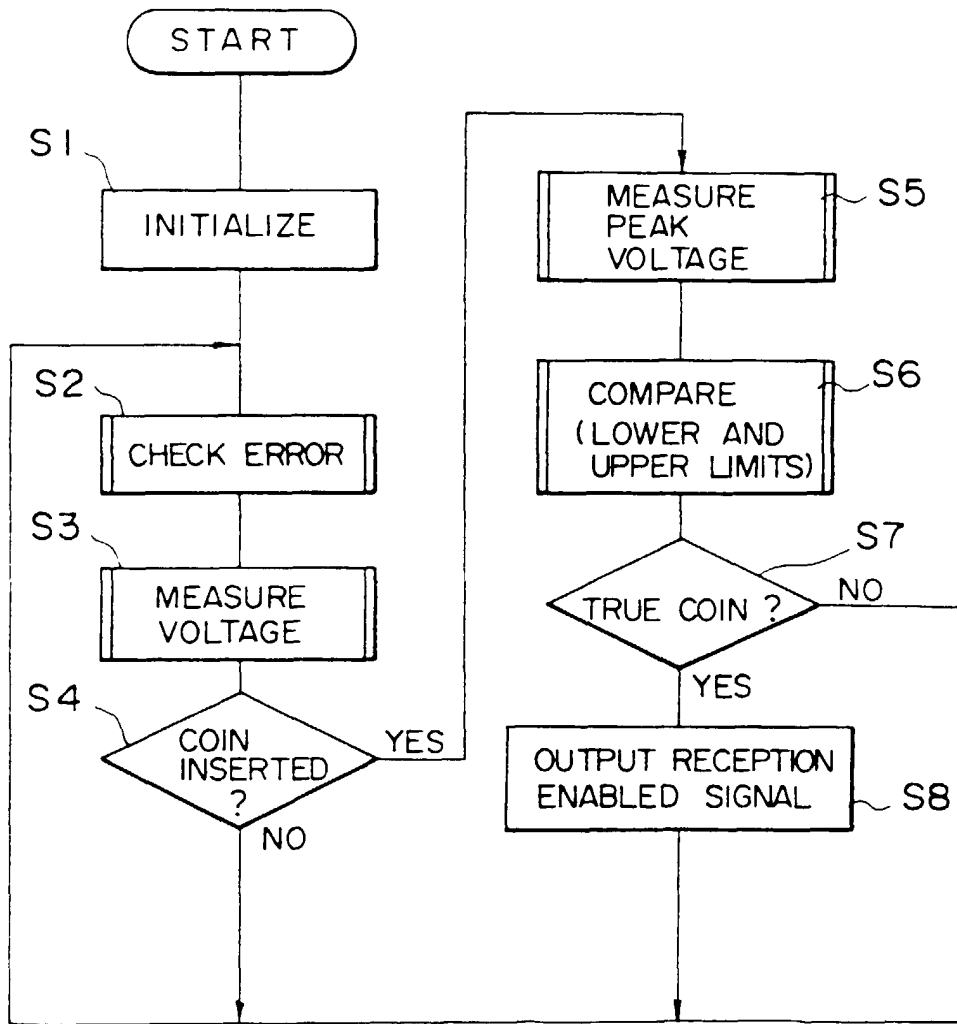 START
S1
INITIALIZE
S2
CHECK ERROR
S3
MEASURE
VOLTAGE
S4
COIN
INSERTED
?
YES
NO
MEASURE
PEAK
VOLTAGE
S5
COMPARE
(LOWER AND
UPPER LIMITS)
S6
S7
TRUE COIN ?
NO
YES
OUTPUT RECEPTION
ENABLED SIGNAL
S8